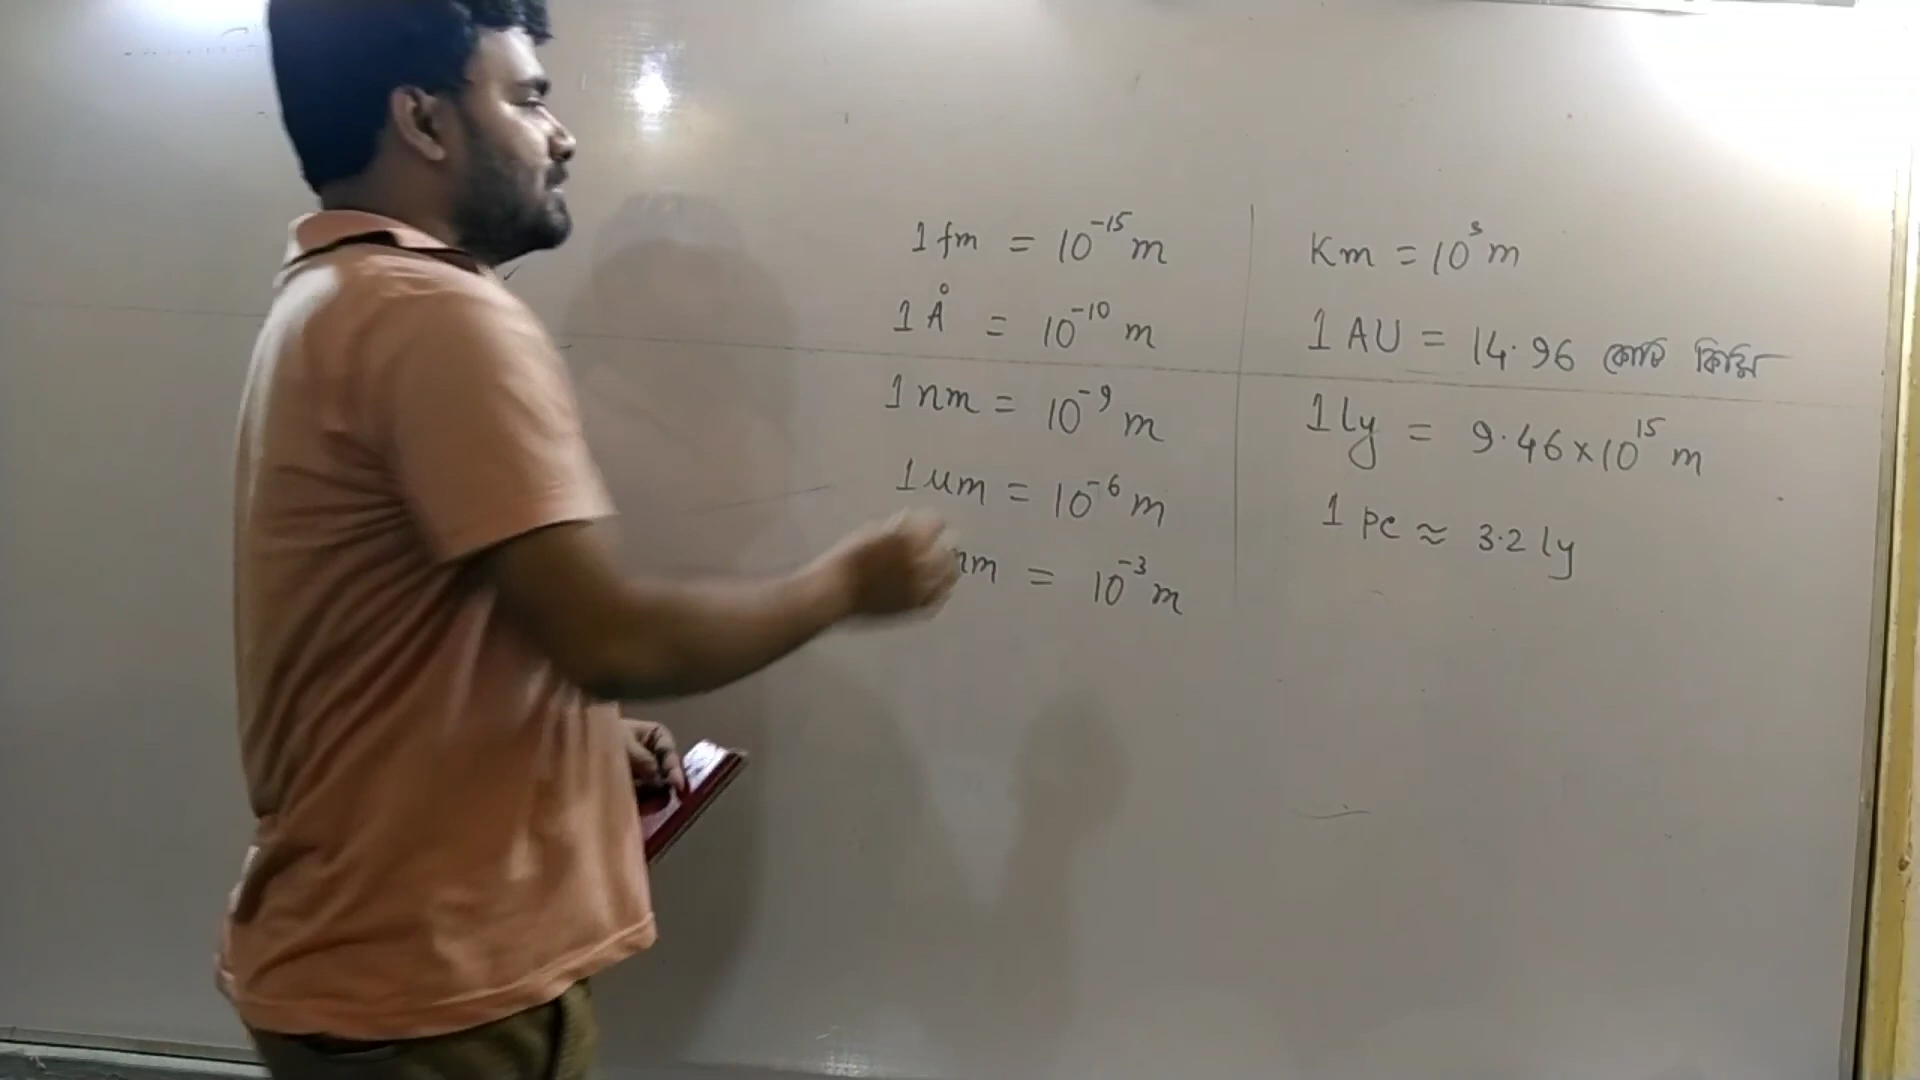 1 fm = 10⁻¹⁵ m
1 Å = 10⁻¹⁰ m
1 nm = 10⁻⁹ m
1 um = 10⁻⁶ m
m = 10⁻³ m
Km = 10³ m
1 AU = 14.96 কোটি কিমি
1 ly = 9.46 × 10¹⁵ m
1 pc ≈ 3.2 ly